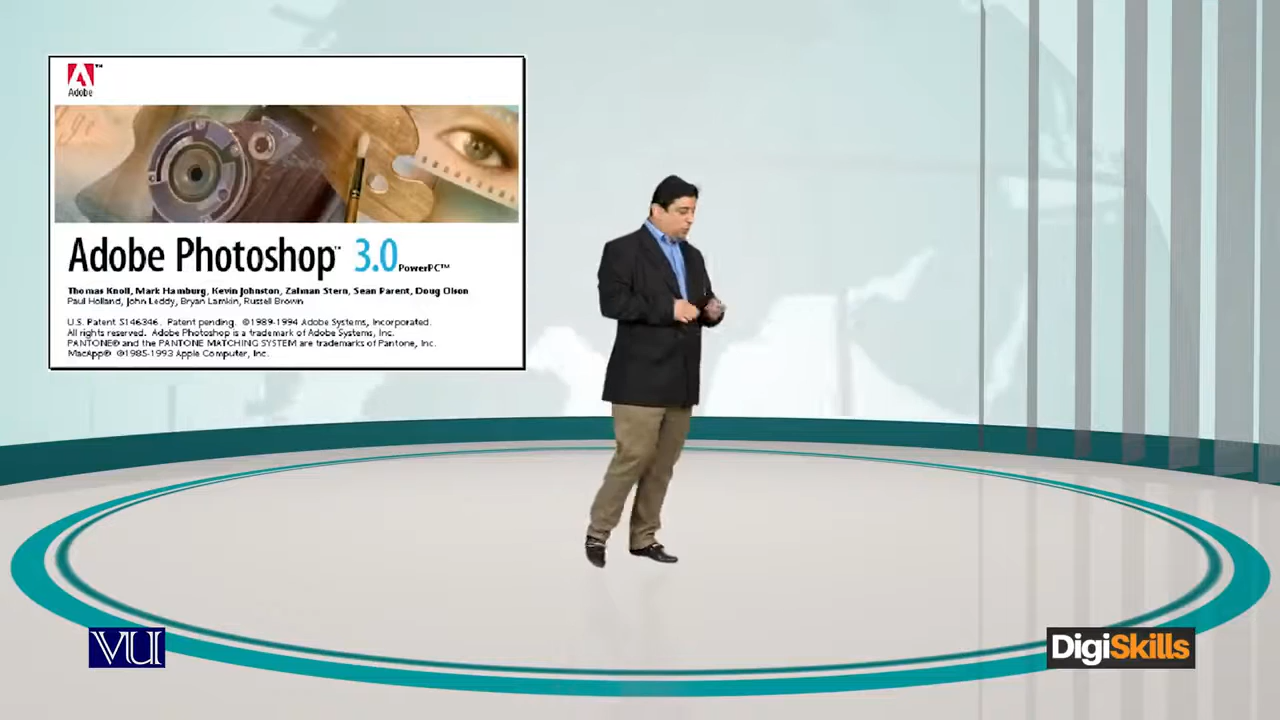 Adobe
Adobe Photoshop™ 3.0 PowerPC™
Thomas Knoll, Mark Hamburg, Kevin Johnston, Zalman Stern, Sean Parent, Doug Olson
Paul Holland, John Leddy, Bryan Lamkin, Russell Brown
U.S. Patent 5146346. Patent pending. ©1989-1994 Adobe Systems, Incorporated.
All rights reserved. Adobe Photoshop is a trademark of Adobe Systems, Inc.
PANTONE® and the PANTONE MATCHING SYSTEM are trademarks of Pantone, Inc.
MacApp® ©1985-1993 Apple Computer, Inc.
VU
DigiSkills